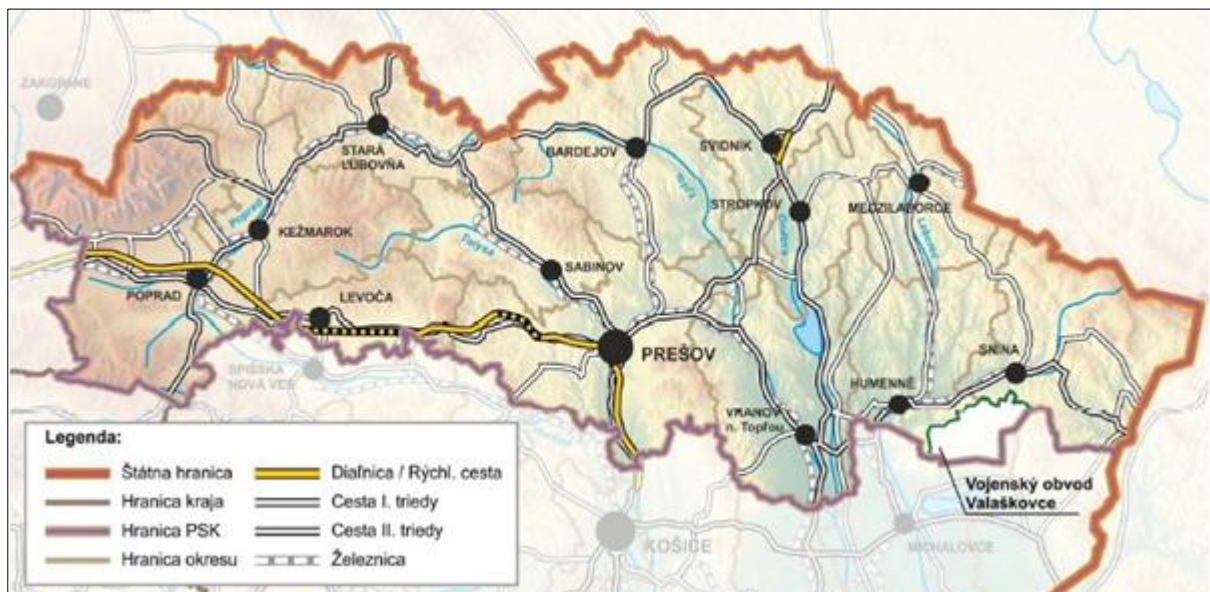 ZAKOPANE
STARÁ
ĽUBOVŇA
BARDEJOV
SVIDNÍK
STROPKOV
MEDZILABORCE
Poprad
KEŽMAROK
Torysa
SABINOV
POPRAD
LEVOČA
PREŠOV
SPIŠSKÁ
NOVÁ VES
SNINA
HUMENNÉ
VRANOV
n. Topľou
Vojenský obvod
Valaškovce
KOŠICE
MICHALOVCE
Legenda:
Štátna hranica
Hranica kraja
Hranica PSK
Hranica okresu
Diaľnica / Rýchl. cesta
Cesta I. triedy
Cesta II. triedy
Železnica